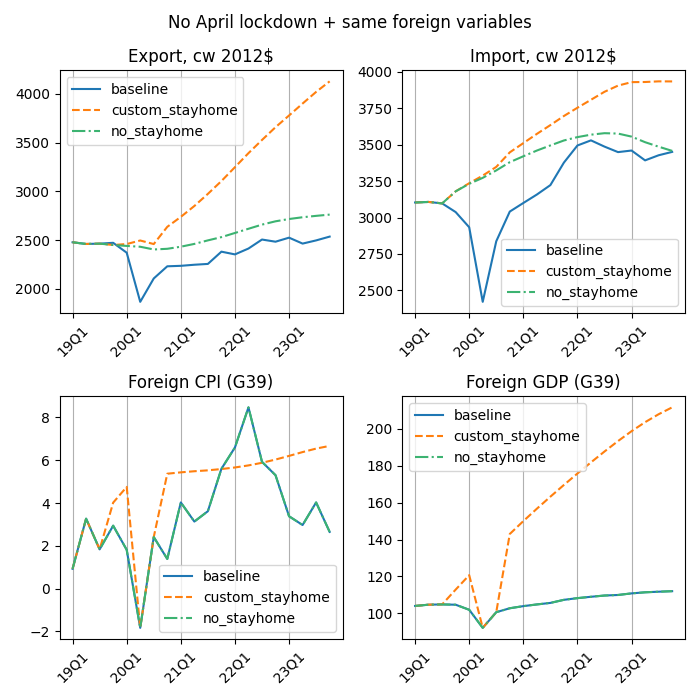 No April lockdown + same foreign variables
Export, cw 2012$
baseline
custom_stayhome
no_stayhome
4000
3500
3000
2500
2000
19Q1
20Q1
21Q1
22Q1
23Q1
Import, cw 2012$
4000
3750
3500
3250
3000
2750
2500
baseline
custom_stayhome
no_stayhome
19Q1
20Q1
21Q1
22Q1
23Q1
Foreign CPI (G39)
8
6
4
2
0
−2
baseline
custom_stayhome
no_stayhome
19Q1
20Q1
21Q1
22Q1
23Q1
Foreign GDP (G39)
baseline
custom_stayhome
no_stayhome
200
180
160
140
120
100
19Q1
20Q1
21Q1
22Q1
23Q1